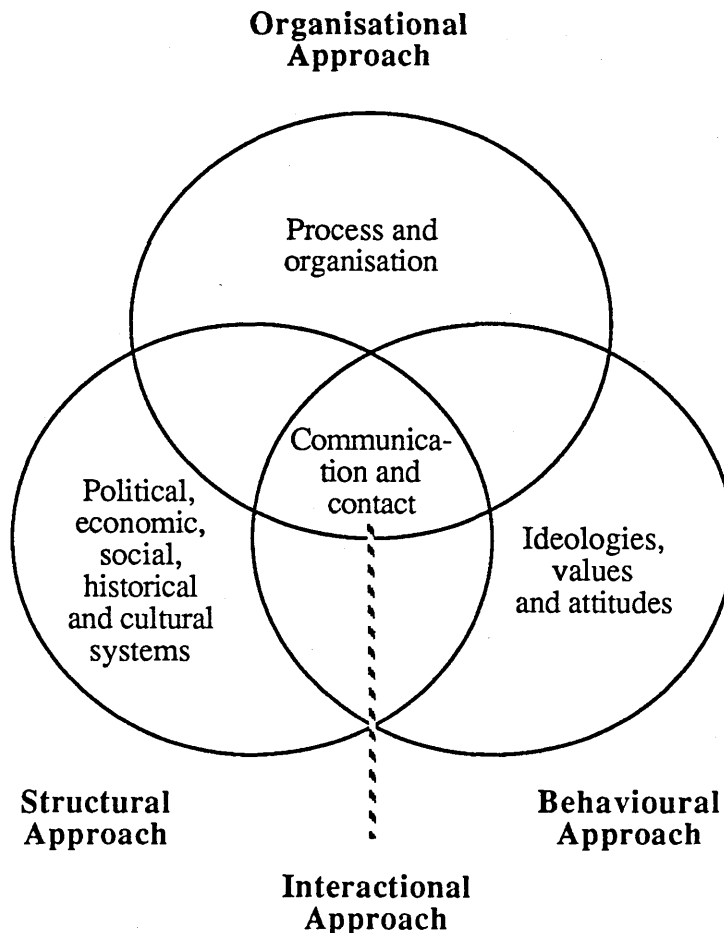 Organisational
Approach
Process and
organisation
Communica-
tion and
contact
Political,
economic,
social,
historical
and cultural
systems
Ideologies,
values
and attitudes
Structural
Approach
Behavioural
Approach
Interactional
Approach